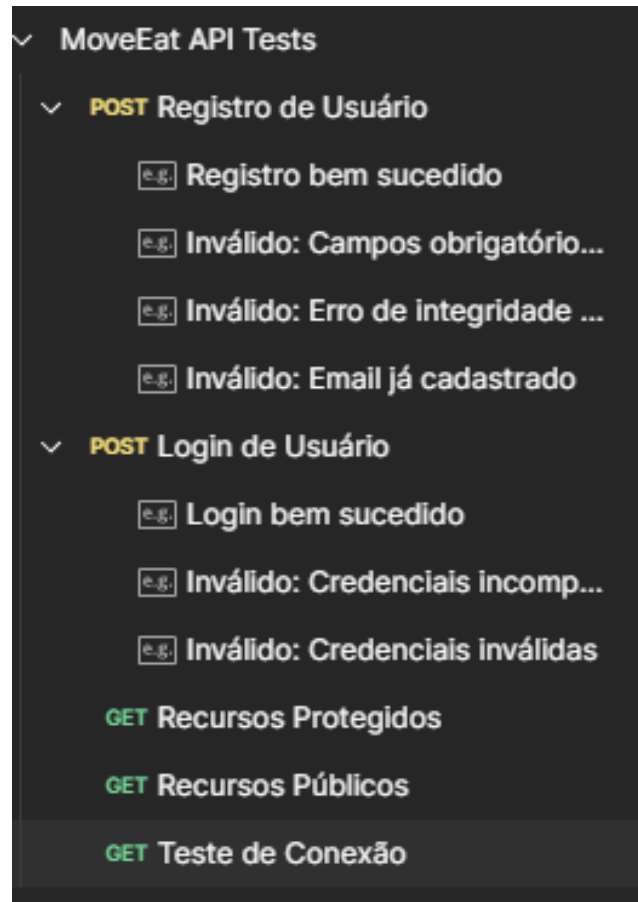 MoveEat API Tests
POST Registro de Usuário
e.g. Registro bem sucedido
e.g. Inválido: Campos obrigatório...
e.g. Inválido: Erro de integridade ...
e.g. Inválido: Email já cadastrado
POST Login de Usuário
e.g. Login bem sucedido
e.g. Inválido: Credenciais incomp...
e.g. Inválido: Credenciais inválidas
GET Recursos Protegidos
GET Recursos Públicos
GET Teste de Conexão